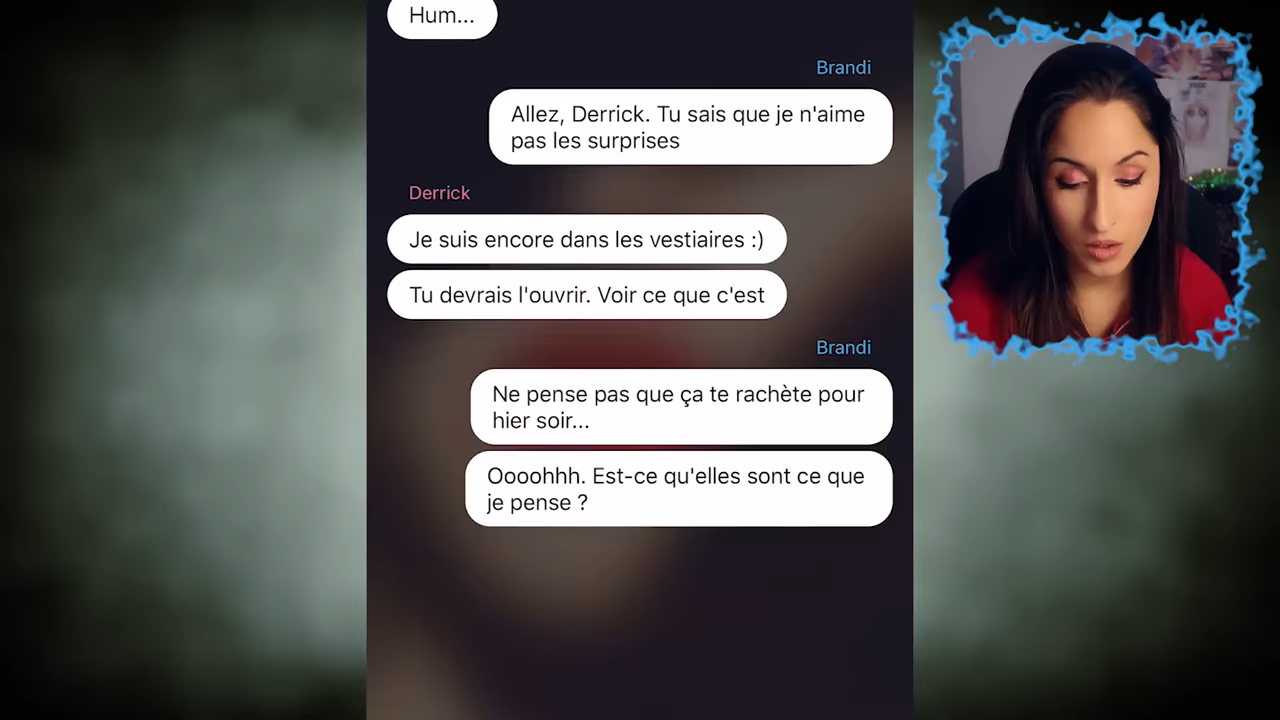 Hum...
Brandi
Allez, Derrick. Tu sais que je n'aime
pas les surprises
Derrick
Je suis encore dans les vestiaires :)
Tu devrais l'ouvrir. Voir ce que c'est
Brandi
Ne pense pas que ça te rachète pour
hier soir...
Oooohhh. Est-ce qu'elles sont ce que
je pense ?